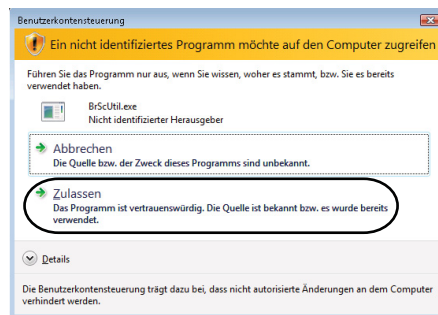 Benutzerkontensteuerung
Ein nicht identifiziertes Programm möchte auf den Computer zugreifen
Führen Sie das Programm nur aus, wenn Sie wissen, woher es stammt, bzw. Sie es bereits
verwendet haben.
BrScUtil.exe
Nicht identifizierter Herausgeber
Abbrechen
Die Quelle bzw. der Zweck dieses Programms sind unbekannt.
Zulassen
Das Programm ist vertrauenswürdig. Die Quelle ist bekannt bzw. es wurde bereits
verwendet.
Details
Die Benutzerkontensteuerung trägt dazu bei, dass nicht autorisierte Änderungen an dem Computer
verhindert werden.